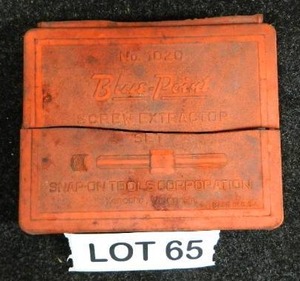 No. 1020
Blue-Point
SCREW EXTRACTOR
SET
SNAP-ON TOOLS CORPORATION
LOT 65